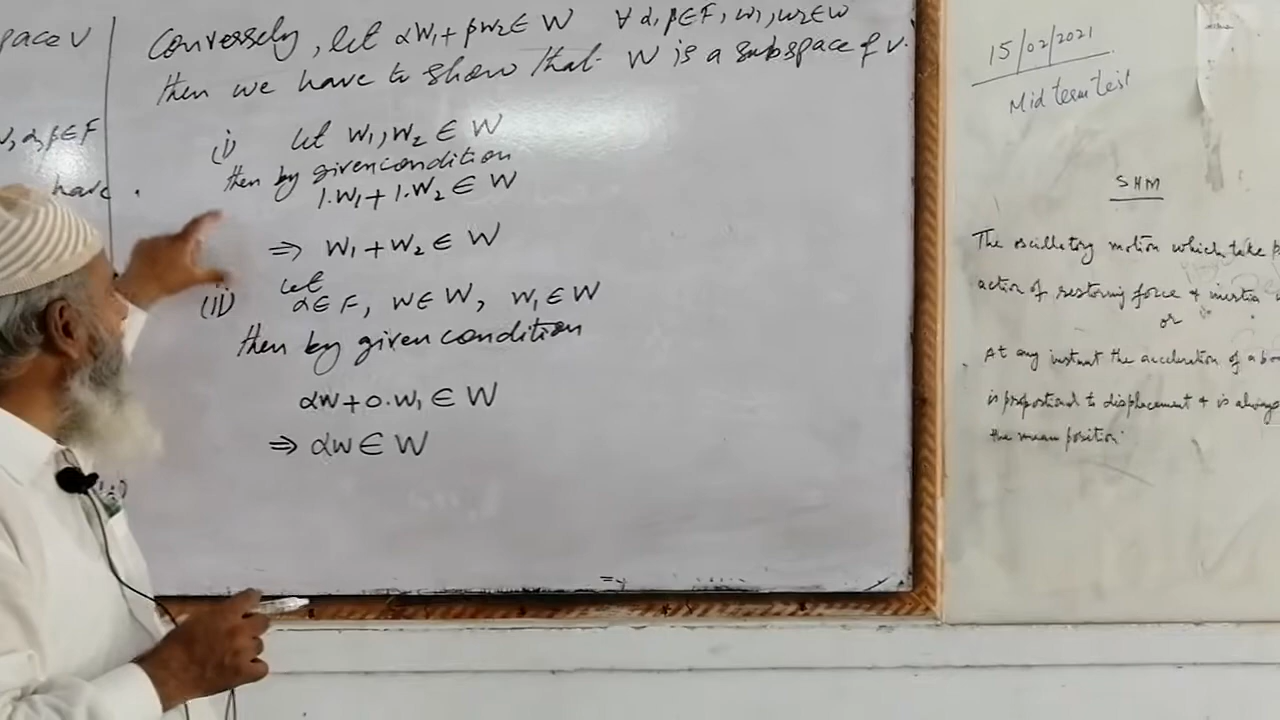 pace V
V, α, β ∈ F
have .
Conversely, let αW₁ + βW₂ ∈ W ∀ α, β ∈ F, W₁, W₂ ∈ W
then we have to show that W is a subspace of V.
(i) let W₁, W₂ ∈ W
then by given condition
1.W₁ + 1.W₂ ∈ W
⇒ W₁ + W₂ ∈ W
(ii) let
α ∈ F, W ∈ W, W₁ ∈ W
then by given condition
αW + 0.W₁ ∈ W
⇒ αW ∈ W
15/02/2021
Mid term test
SHM
The oscillatory motion which take p
action of restoring force & inertia
or
At any instant the acceleration of a bo
is propostional to displacement & is always
the mean position